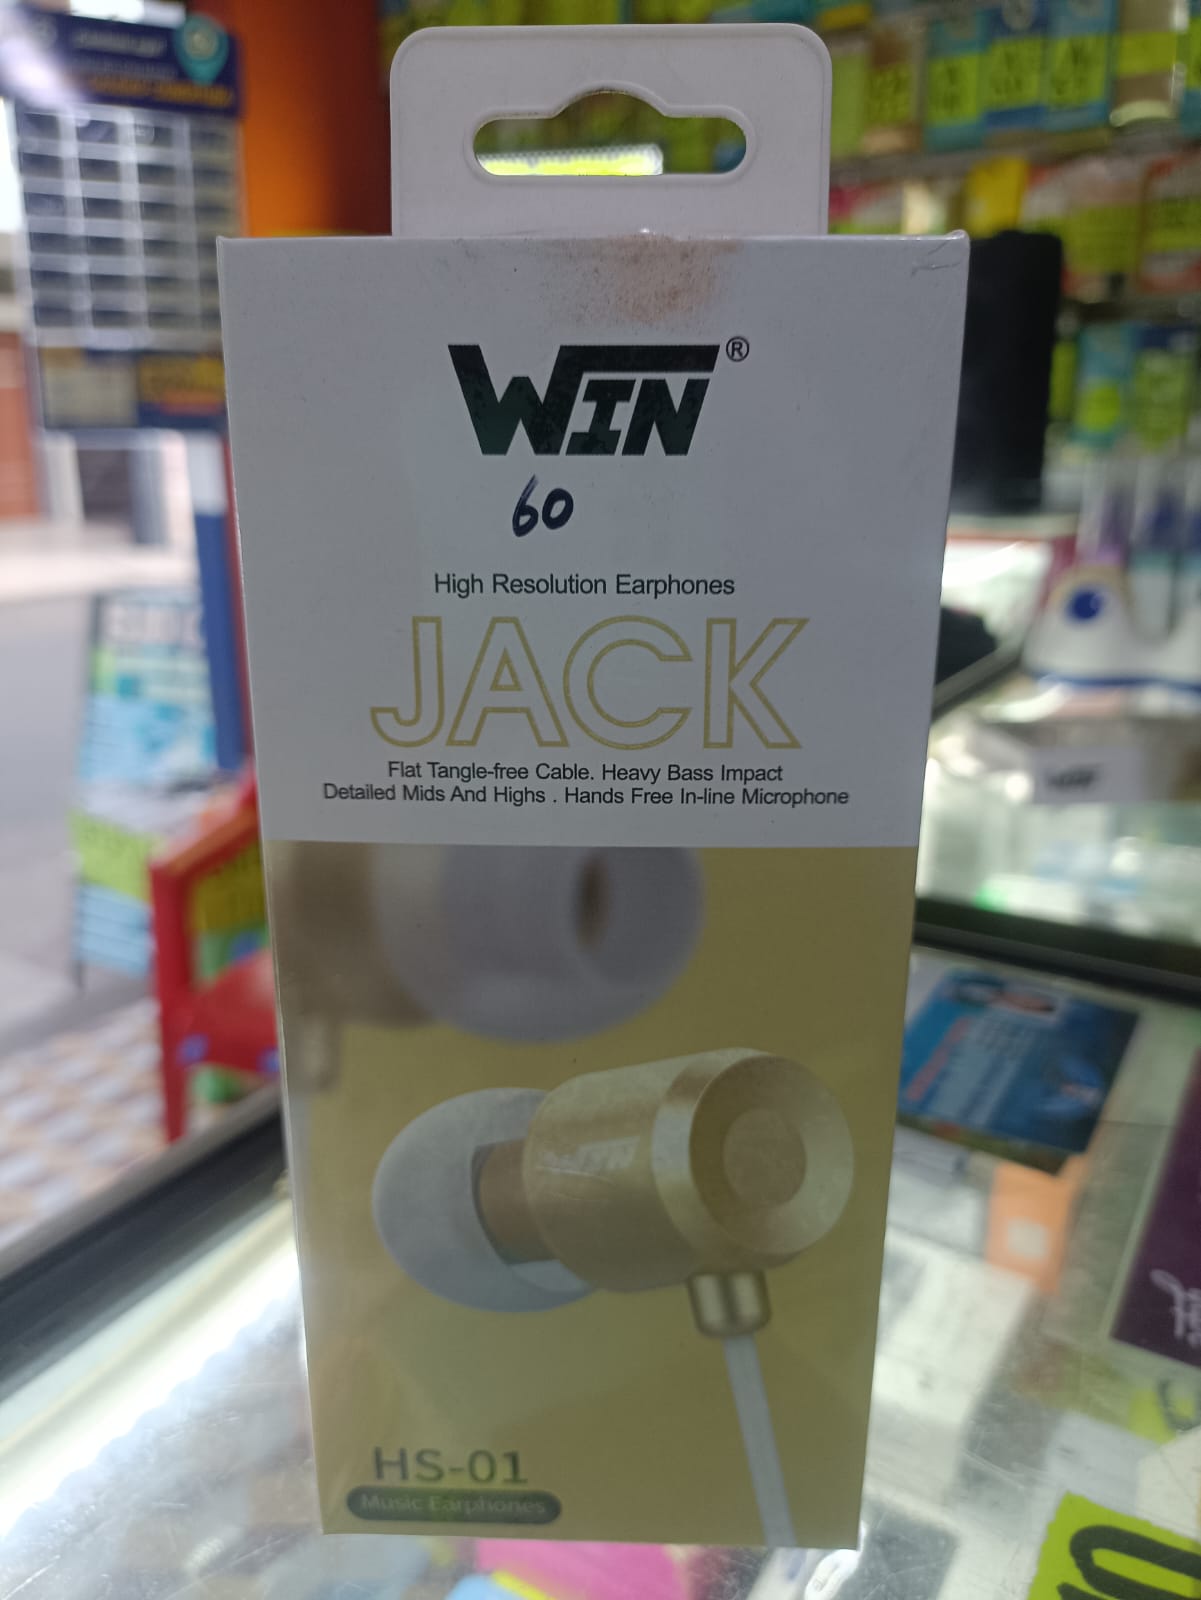 WIN®
60
High Resolution Earphones
JACK
Flat Tangle-free Cable. Heavy Bass Impact
Detailed Mids And Highs . Hands Free In-line Microphone
WIN
HS-01
Music Earphones